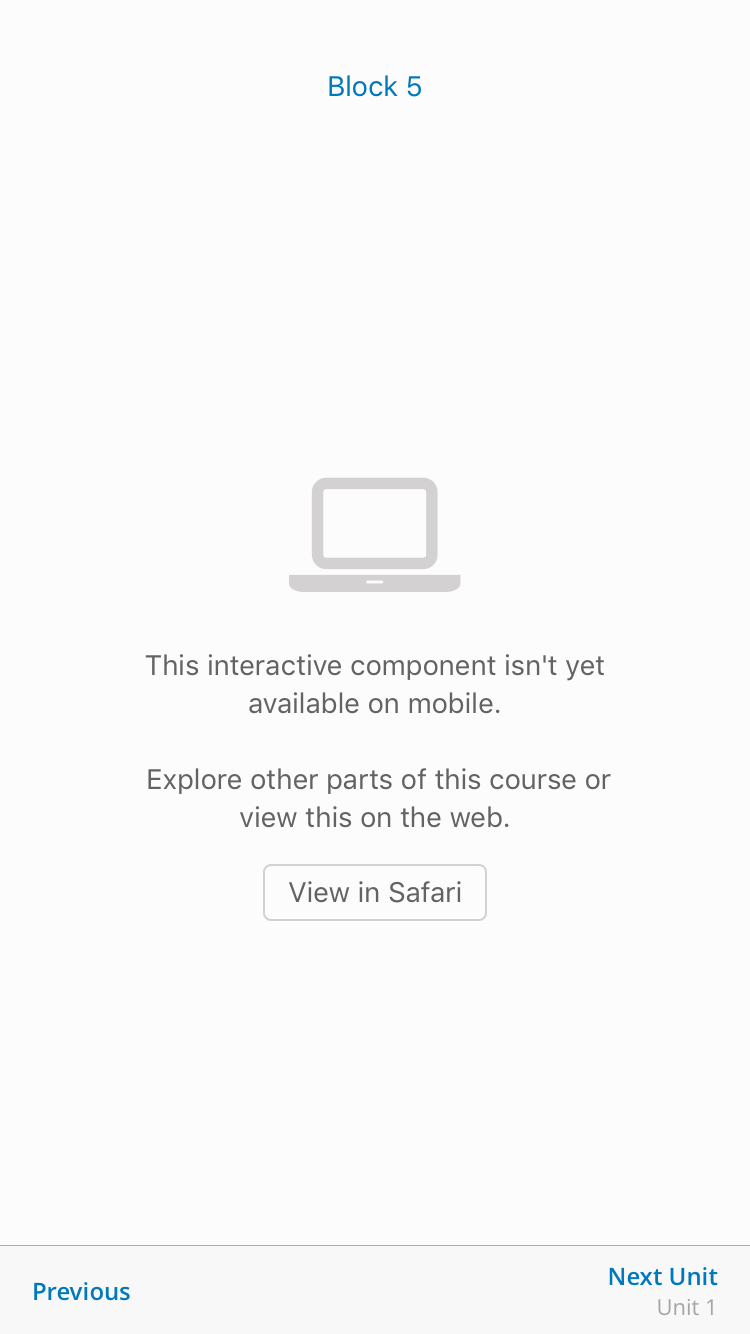 Block 5
This interactive component isn't yet
available on mobile.
Explore other parts of this course or
view this on the web.
View in Safari
Previous
Next Unit
Unit 1